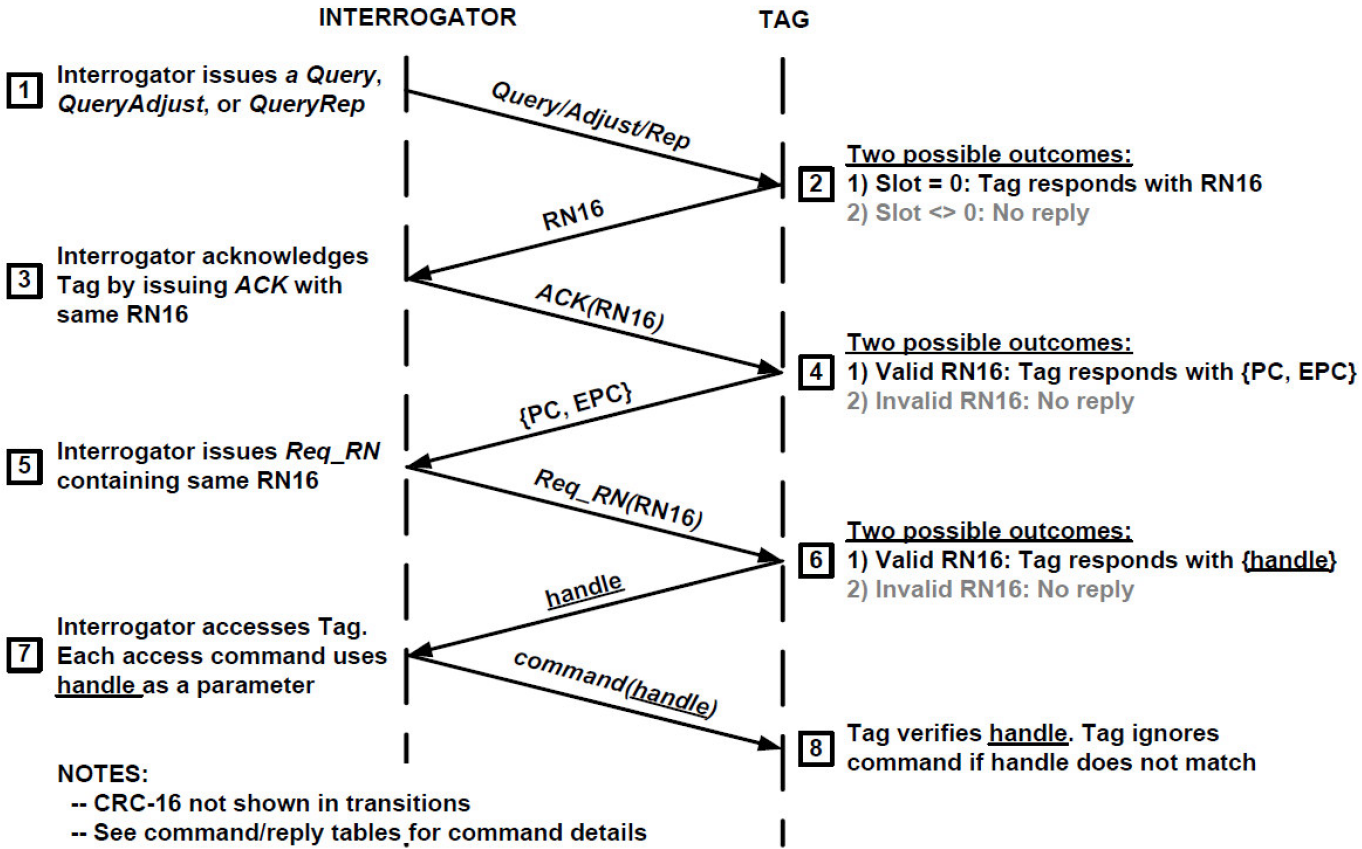 INTERROGATOR
TAG
1
Interrogator issues a Query,
QueryAdjust, or QueryRep
Query/Adjust/Rep
2
Two possible outcomes:
1) Slot = 0: Tag responds with RN16
2) Slot <> 0: No reply
RN16
3
Interrogator acknowledges
Tag by issuing ACK with
same RN16
ACK(RN16)
4
Two possible outcomes:
1) Valid RN16: Tag responds with {PC, EPC}
2) Invalid RN16: No reply
{PC, EPC}
5
Interrogator issues Req_RN
containing same RN16
Req_RN(RN16)
6
Two possible outcomes:
1) Valid RN16: Tag responds with {handle}
2) Invalid RN16: No reply
handle
7
Interrogator accesses Tag.
Each access command uses
handle as a parameter
command(handle)
8
Tag verifies handle. Tag ignores
command if handle does not match
NOTES:
-- CRC-16 not shown in transitions
-- See command/reply tables for command details